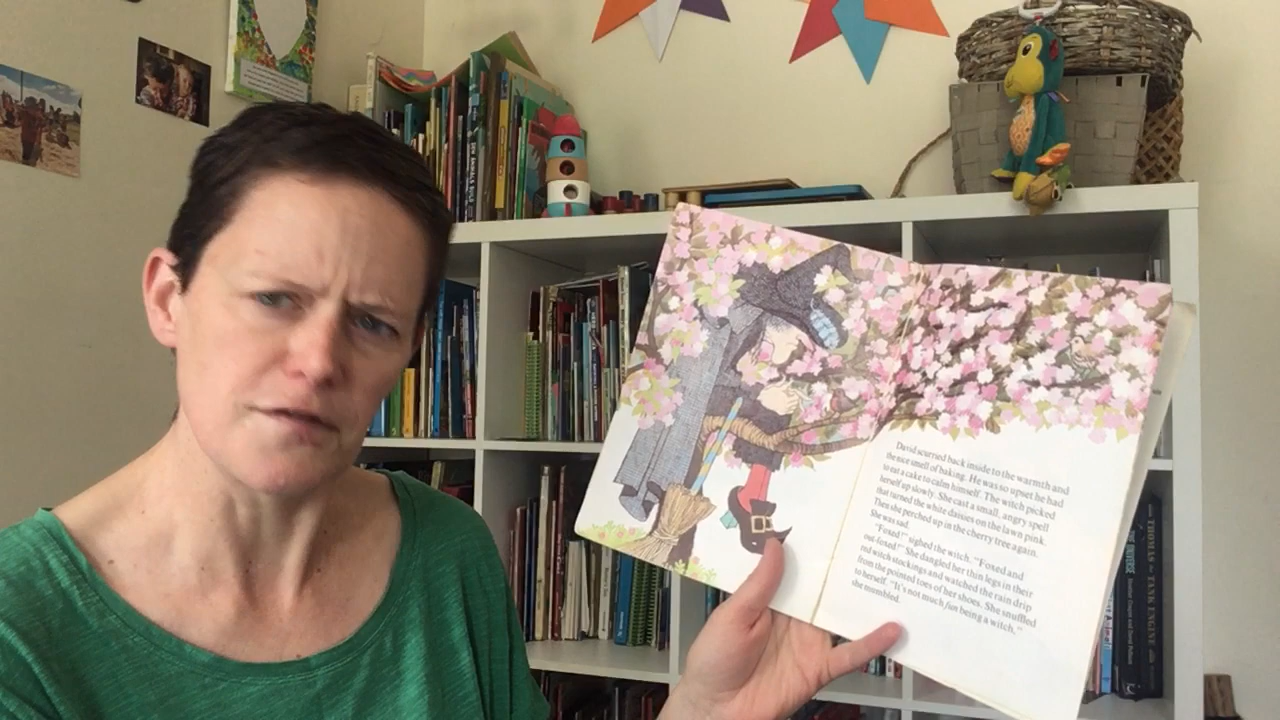 David scurried back inside to the warmth and
the nice smell of baking. He was so upset he had
to eat a cake to calm himself. The witch picked
herself up slowly. She cast a small, angry spell
that turned the white daisies on the lawn pink.
Then she perched up in the cherry tree again.
She was sad.
"Foxed!" sighed the witch. "Foxed and
out-foxed!" She dangled her thin legs in their
red witch stockings and watched the rain drip
from the pointed toes of her shoes. She snuffled
to herself. "It's not much fun being a witch,"
she mumbled.
THOMAS THE TANK ENGINE